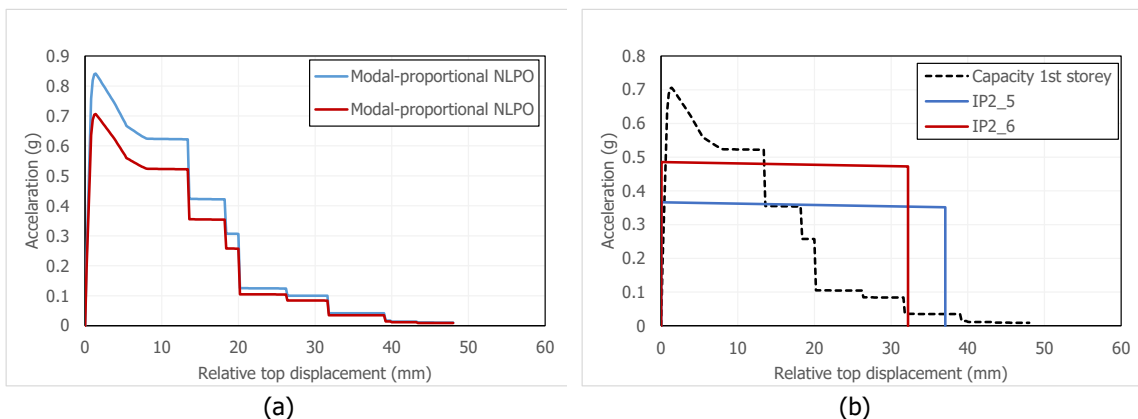 0.9
0.8
0.7
0.6
0.5
0.4
0.3
0.2
0.1
0
Acceleration (g)
Modal-proportional NLPO
Modal-proportional NLPO
0 10 20 30 40 50 60
Relative top displacement (mm)
(a)
0.8
0.7
0.6
0.5
0.4
0.3
0.2
0.1
0
Acceleration (g)
Capacity 1st storey
IP2_5
IP2_6
0 10 20 30 40 50 60
Relative top displacement (mm)
(b)